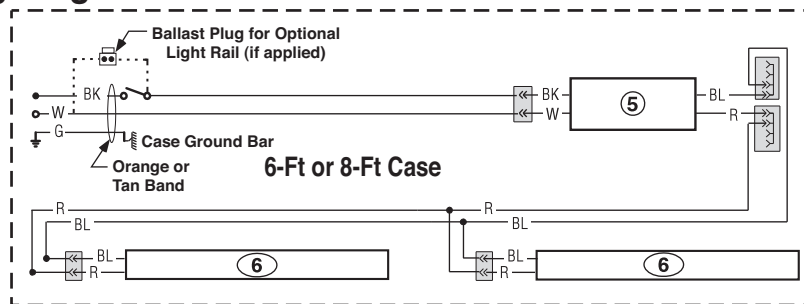 Ballast Plug for Optional
Light Rail (if applied)
BK
BK
5
BL
W
W
R
G
Case Ground Bar
Orange or
Tan Band
6-Ft or 8-Ft Case
R
R
BL
BL
BL
6
R
BL
6
R